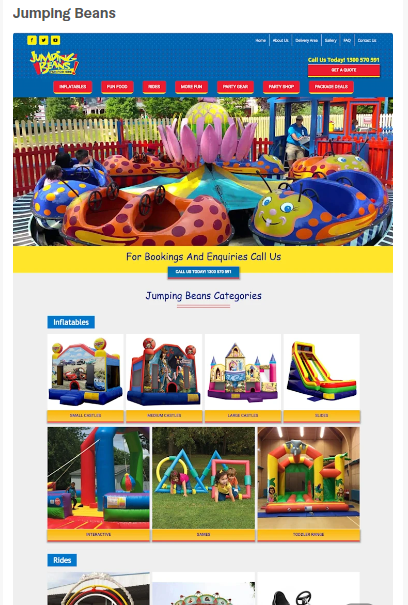 Jumping Beans
Home About Us Delivery Area Gallery FAQ Contact Us
JUMPING BEANS!
Call Us Today! 1300 570 591
GET A QUOTE
INFLATABLES FUN FOOD RIDES MORE FUN PARTY GEAR PARTY SHOP PACKAGE DEALS
For Bookings And Enquiries Call Us
CALL US TODAY! 1300 570 591
Jumping Beans Categories
Inflatables
SMALL CASTLES MEDIUM CASTLES LARGE CASTLES SLIDES
INTERACTIVE GAMES TODDLER RANGE
Rides